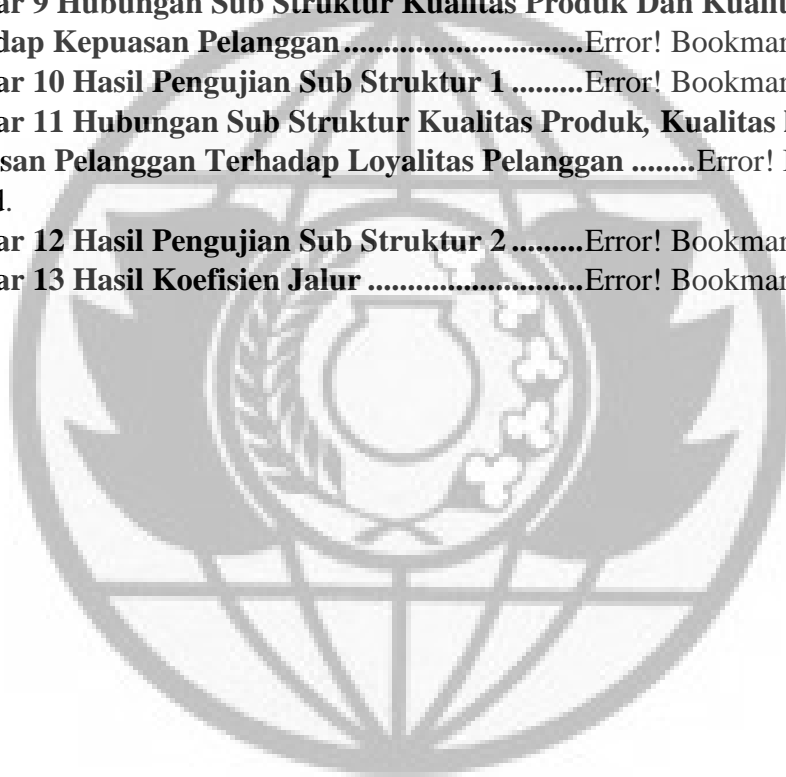 ar 9 Hubungan Sub Struktur Kualitas Produk Dan Kualit
dap Kepuasan Pelanggan..............................Error! Bookmar
ar 10 Hasil Pengujian Sub Struktur 1.........Error! Bookmar
ar 11 Hubungan Sub Struktur Kualitas Produk, Kualitas
san Pelanggan Terhadap Loyalitas Pelanggan........Error!
d.
ar 12 Hasil Pengujian Sub Struktur 2.........Error! Bookmar
ar 13 Hasil Koefisien Jalur...........................Error! Bookmar